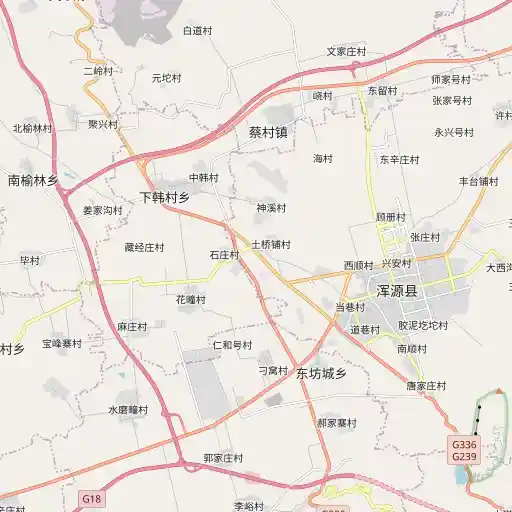 白道村
文家庄村
二岭村
元坨村
师家号村
东留村
峣村
张家号村
许村
聚兴村
北榆林村
蔡村镇
永兴号村
海村
东辛庄村
中韩村
南榆林乡
丰台铺村
下韩村乡
姜家沟村
神溪村
顾册村
张庄村
藏经庄村
土桥铺村
石庄村
毕村
西顺村
兴安村
大西沟
浑源县
花疃村
当巷村
麻庄村
道巷村
胶泥圪坨村
宝峰寨村
仁和号村
南顺村
村乡
刁窝村
东坊城乡
唐家庄村
水磨疃村
郝家寨村
G336
G239
郭家庄村
G18
李峪村
辛庄村